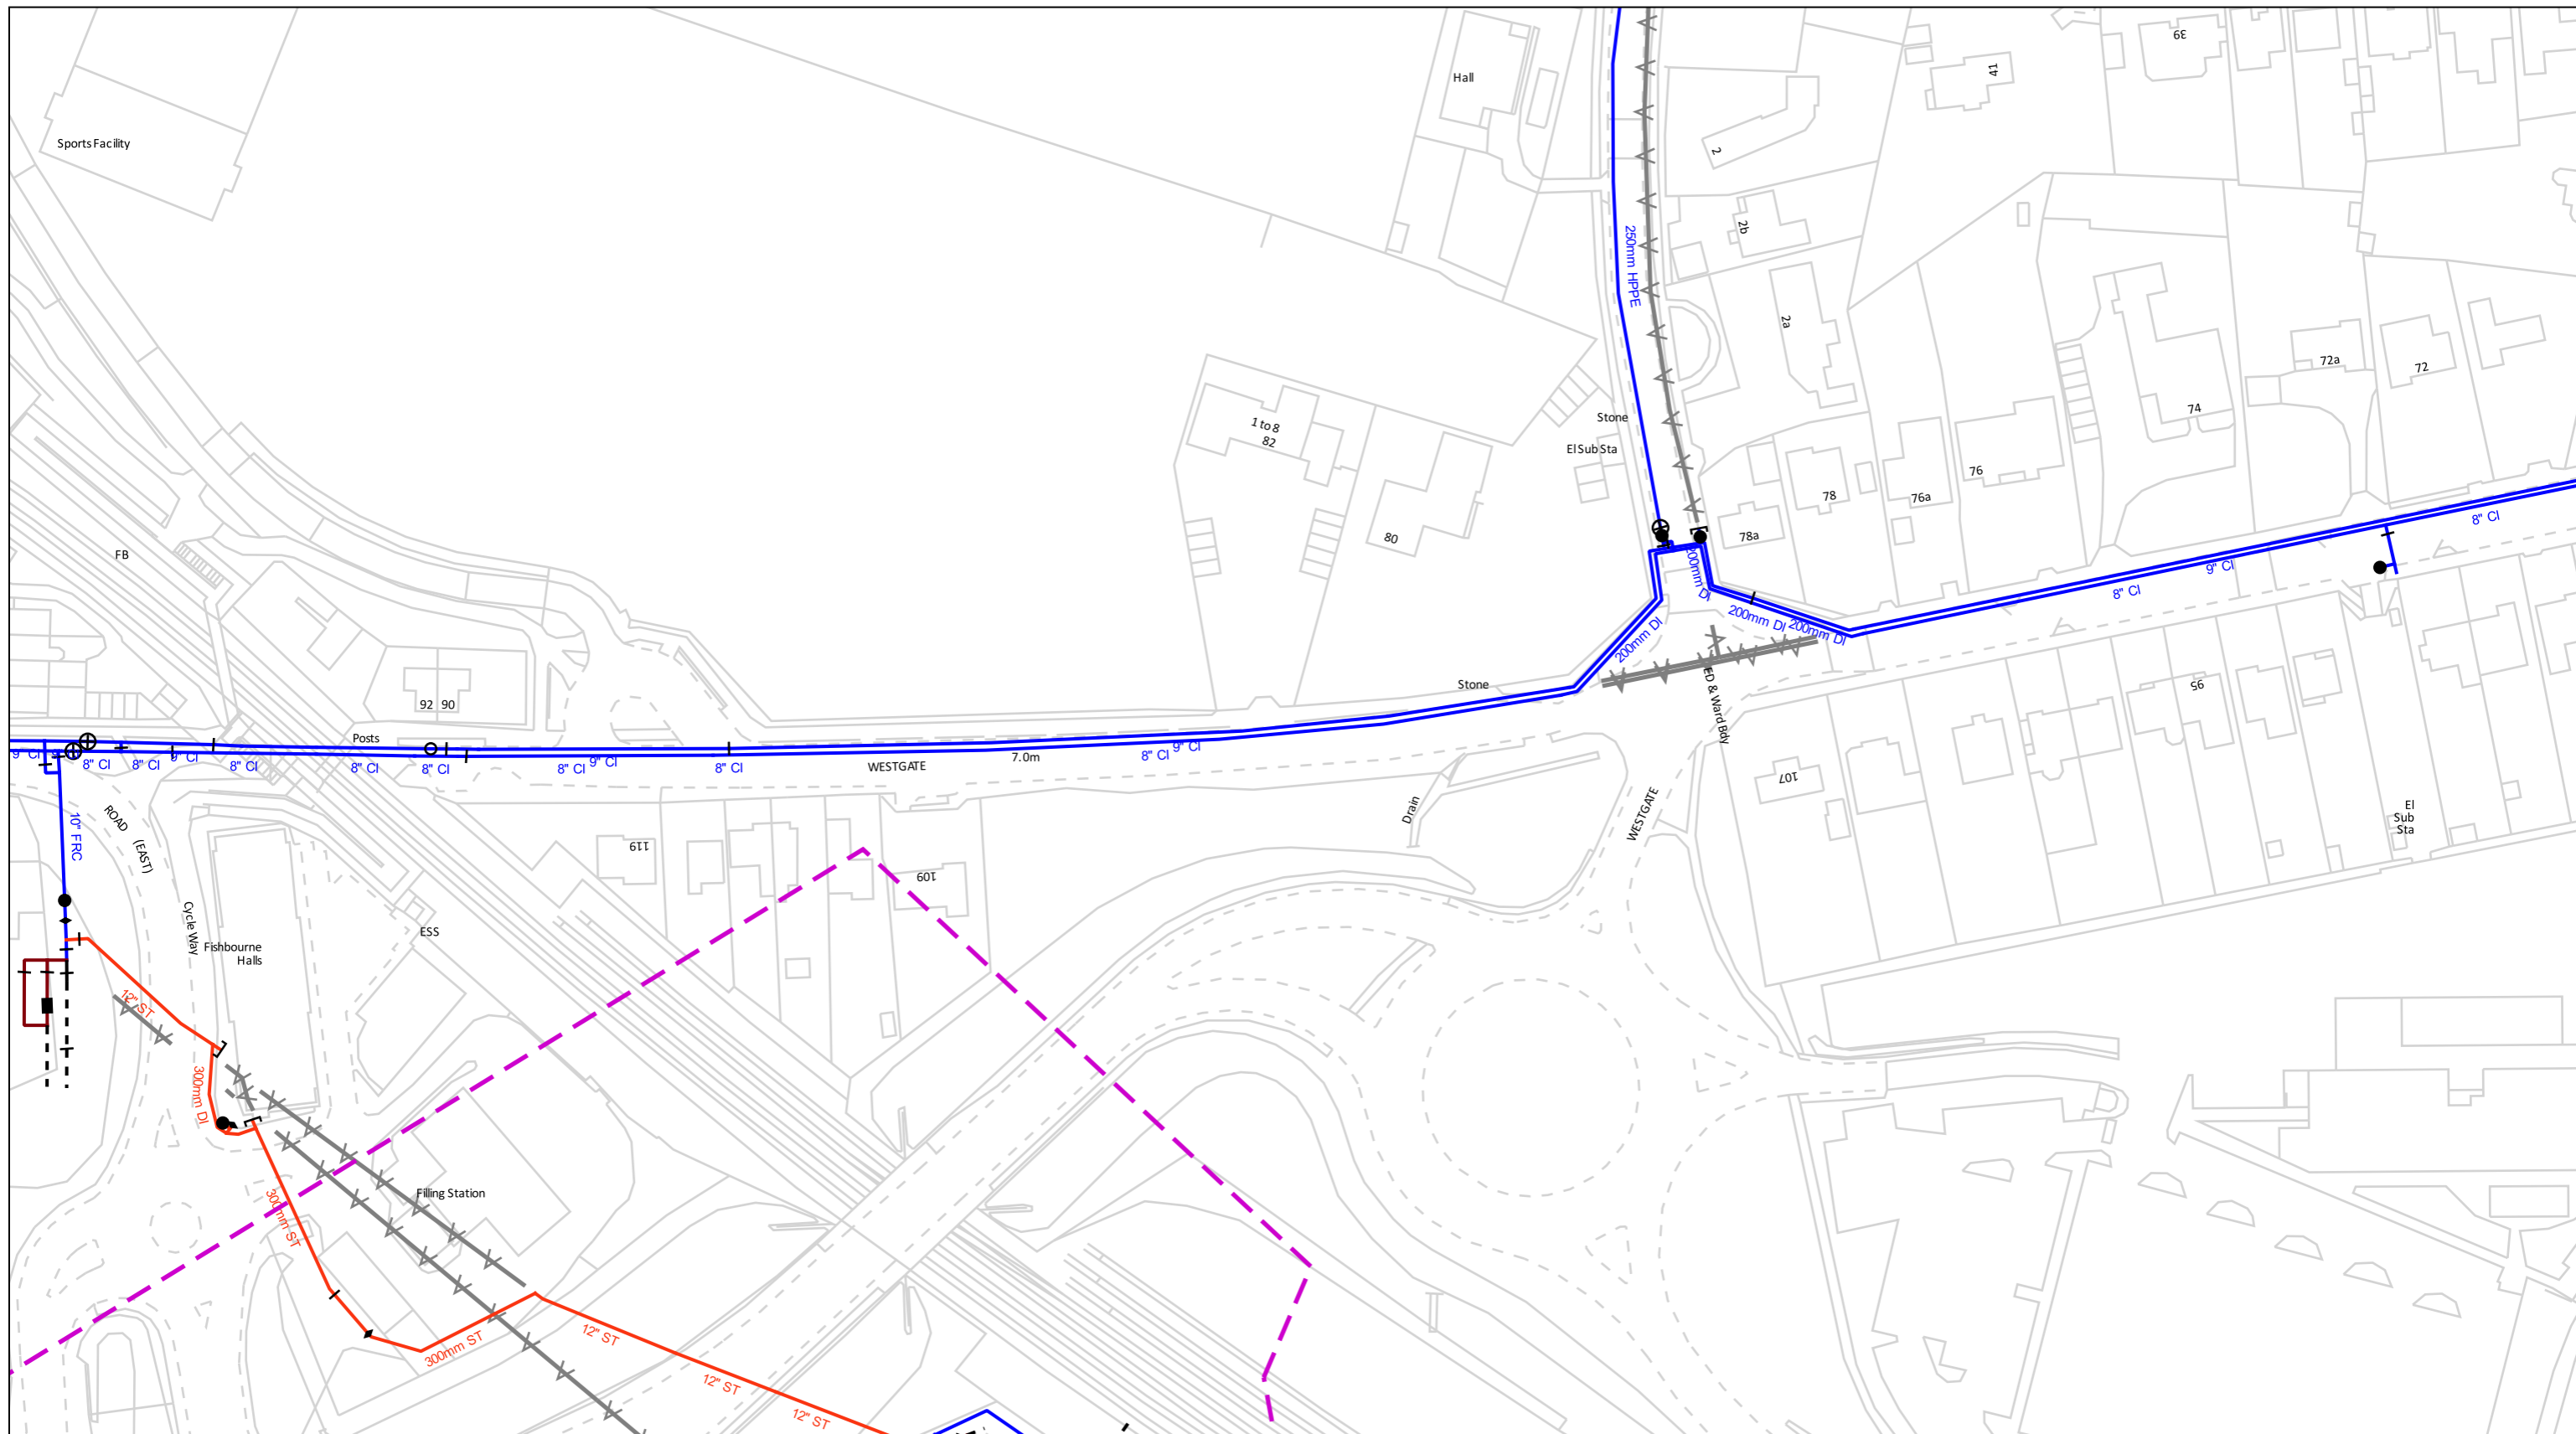 39
Hall
41
Sports Facility
2
2b
250mm HPPE
2a
72a
72
74
Stone
1 to 8
82
El Sub Sta
76
78
76a
8" CI
80
78a
FB
9" CI
200mm DI
8" CI
200mm DI
200mm DI
200mm DI
Stone
ED & Ward Bdy
95
92 90
Posts
9" CI
9"
8" CI
8" CI
9" CI
8" CI
8" CI
8" CI
8" CI
9" CI
8" CI
WESTGATE
7.0m
8" CI
9" CI
107
WESTGATE
Drain
El
Sub
Sta
ROAD
(EAST)
10" FRC
119
109
Cycle Way
ESS
Fishbourne
Halls
12" ST
300mm DI
Filling Station
300mm ST
300mm ST
12" ST
12" ST
12" ST